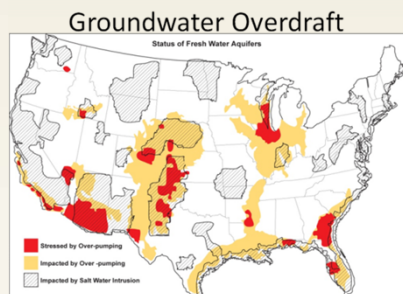 Groundwater Overdraft
Status of Fresh Water Aquifers
Stressed by Over-pumping
Impacted by Over -pumping
Impacted by Salt Water Intrusion